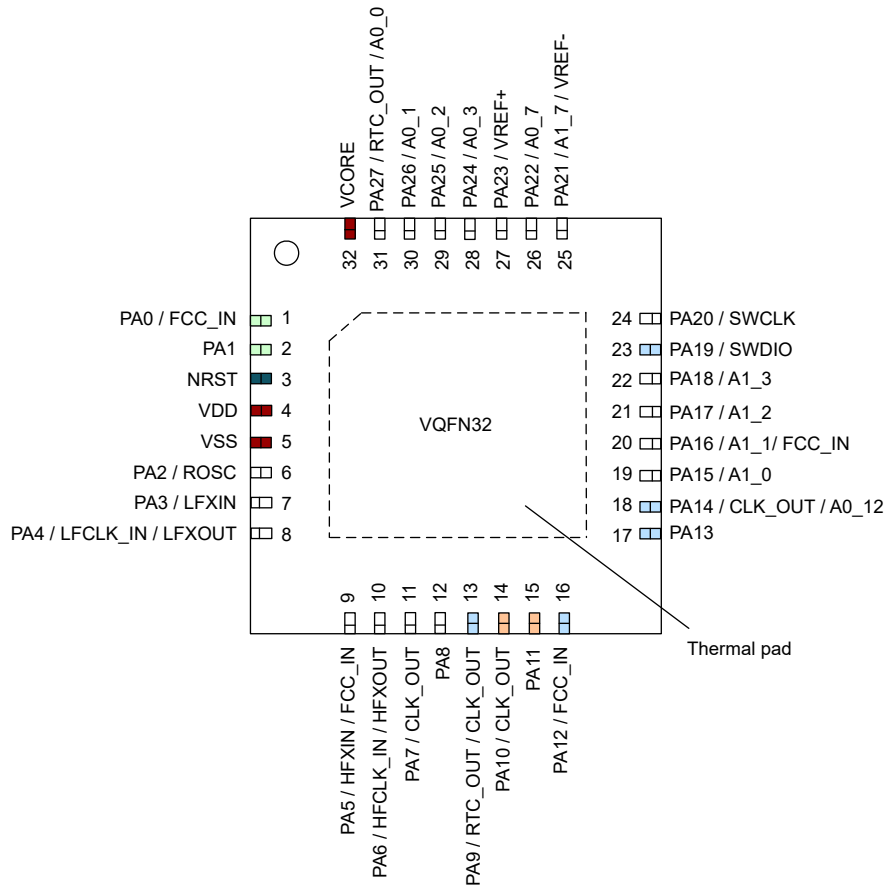 VCORE
PA27 / RTC_OUT / A0_0
PA26 / A0_1
PA25 / A0_2
PA24 / A0_3
PA23 / VREF+
PA22 / A0_7
PA21 / A1_7 / VREF-
32
31
30
29
28
27
26
25
PA0 / FCC_IN 1
PA1 2
NRST 3
VDD 4
VSS 5
PA2 / ROSC 6
PA3 / LFXIN 7
PA4 / LFCLK_IN / LFXOUT 8
VQFN32
24 PA20 / SWCLK
23 PA19 / SWDIO
22 PA18 / A1_3
21 PA17 / A1_2
20 PA16 / A1_1/ FCC_IN
19 PA15 / A1_0
18 PA14 / CLK_OUT / A0_12
17 PA13
9
10
11
12
13
14
15
16
PA5 / HFXIN / FCC_IN
PA6 / HFCLK_IN / HFXOUT
PA7 / CLK_OUT
PA8
PA9 / RTC_OUT / CLK_OUT
PA10 / CLK_OUT
PA11
PA12 / FCC_IN
Thermal pad